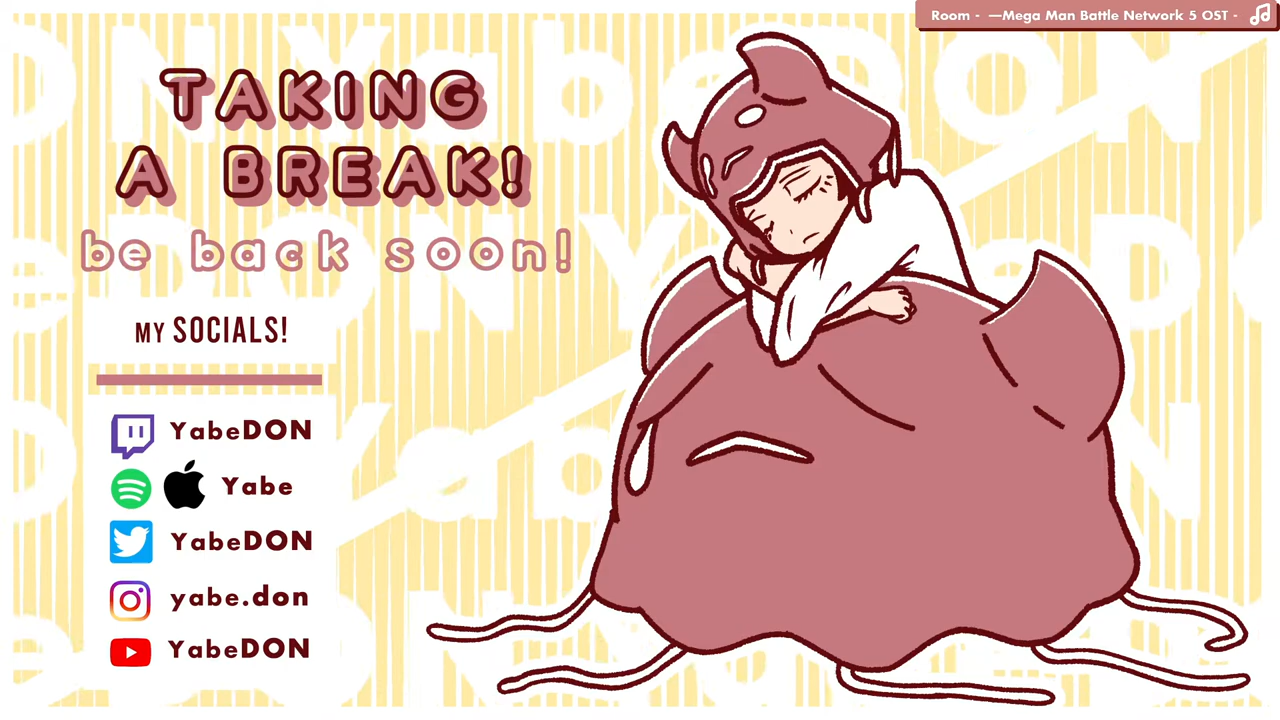 Room - —Mega Man Battle Network 5 OST -
TAKING
A BREAK!
be back soon!
MY SOCIALS!
YabeDON
Yabe
YabeDON
yabe.don
YabeDON